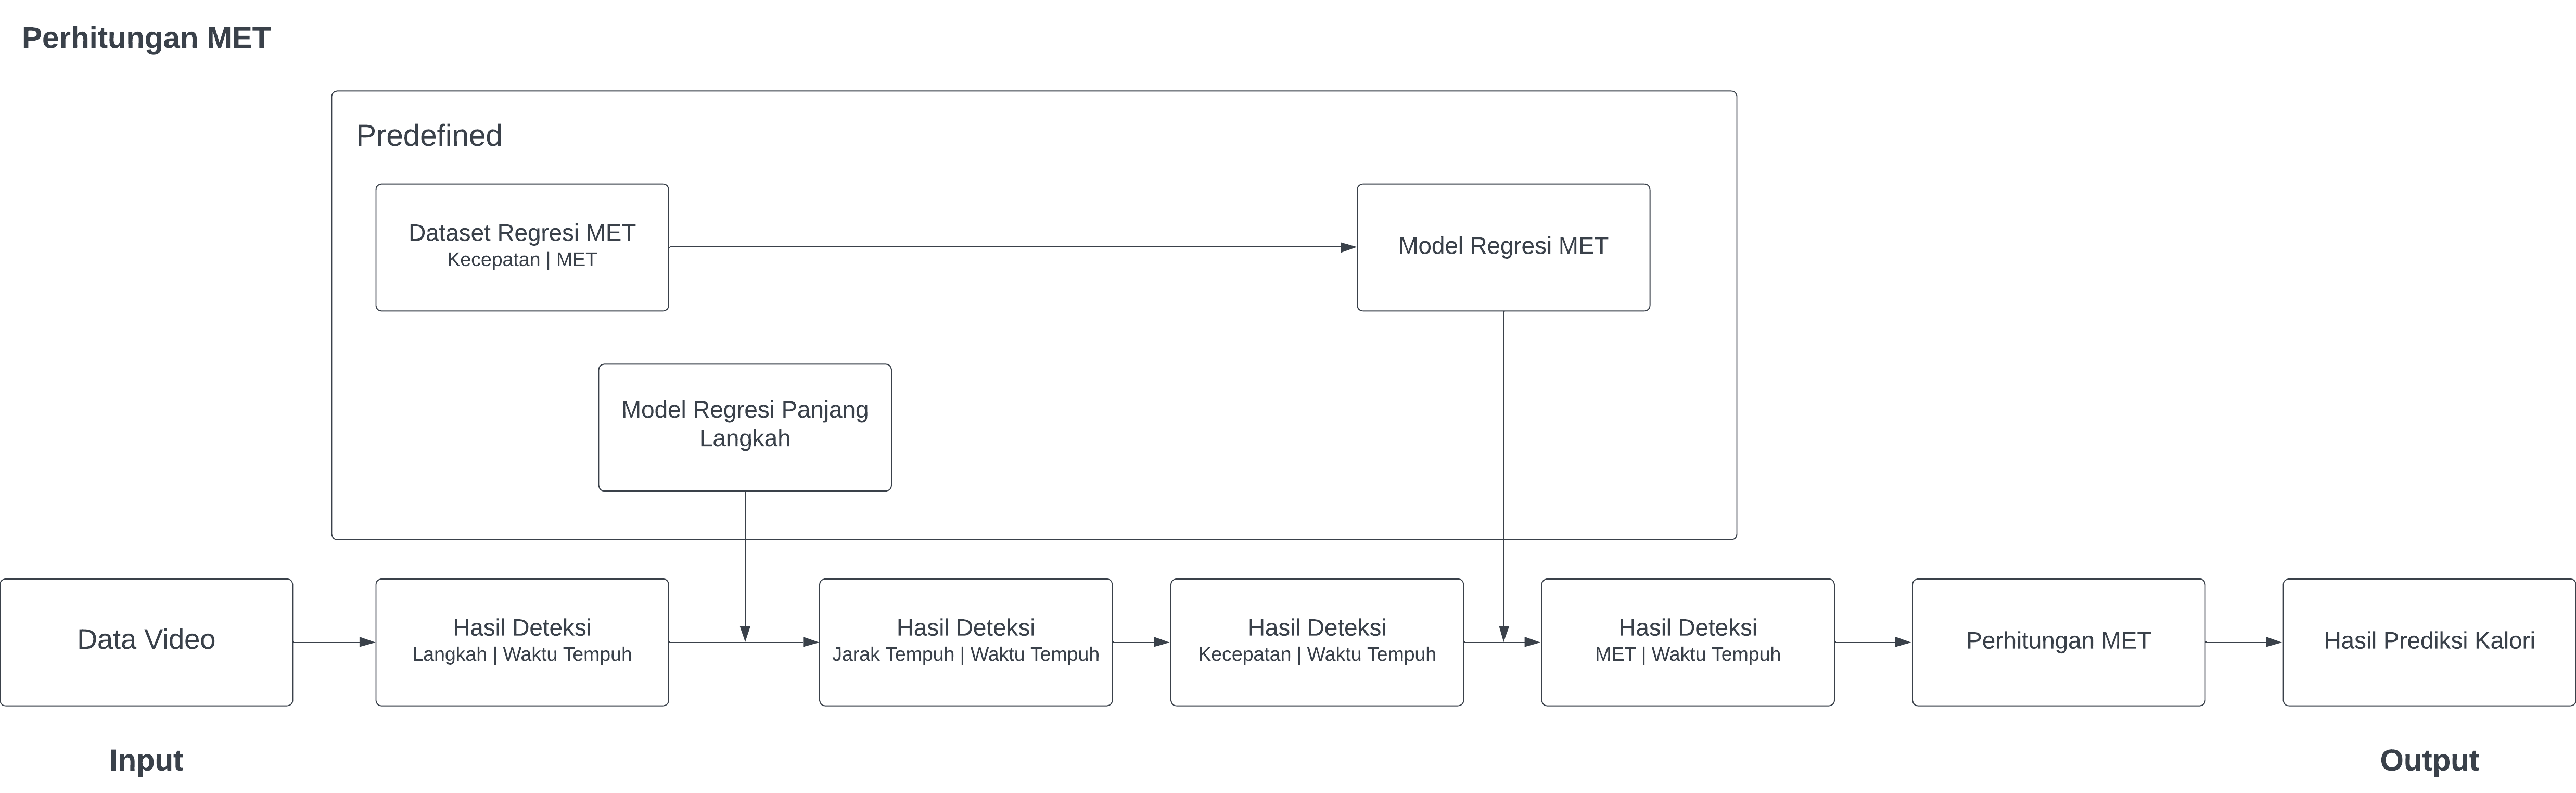 Perhitungan MET
Predefined
Dataset Regresi MET
Kecepatan | MET
Model Regresi MET
Model Regresi Panjang
Langkah
Data Video
Hasil Deteksi
Langkah | Waktu Tempuh
Hasil Deteksi
Jarak Tempuh | Waktu Tempuh
Hasil Deteksi
Kecepatan | Waktu Tempuh
Hasil Deteksi
MET | Waktu Tempuh
Perhitungan MET
Hasil Prediksi Kalori
Input
Output